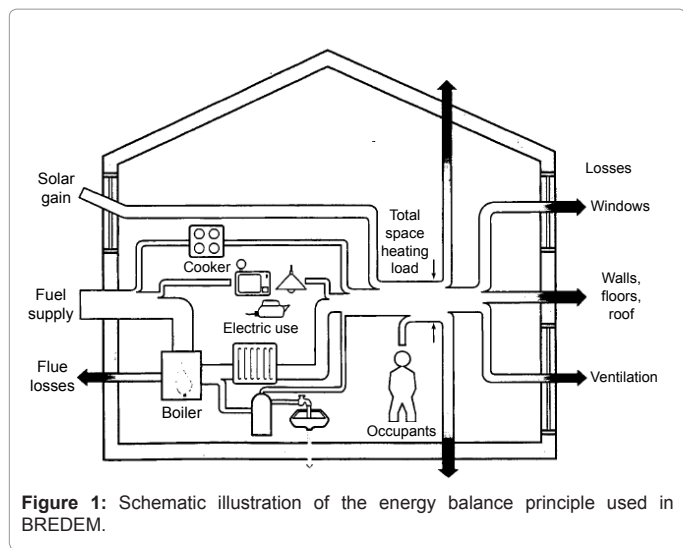 Solar
gain
Losses
Windows
Total
space
heating
load
Cooker
Fuel
supply
Electric use
Walls,
floors,
roof
Flue
losses
Boiler
Occupants
Ventilation
Figure 1: Schematic illustration of the energy balance principle used in
BREDEM.